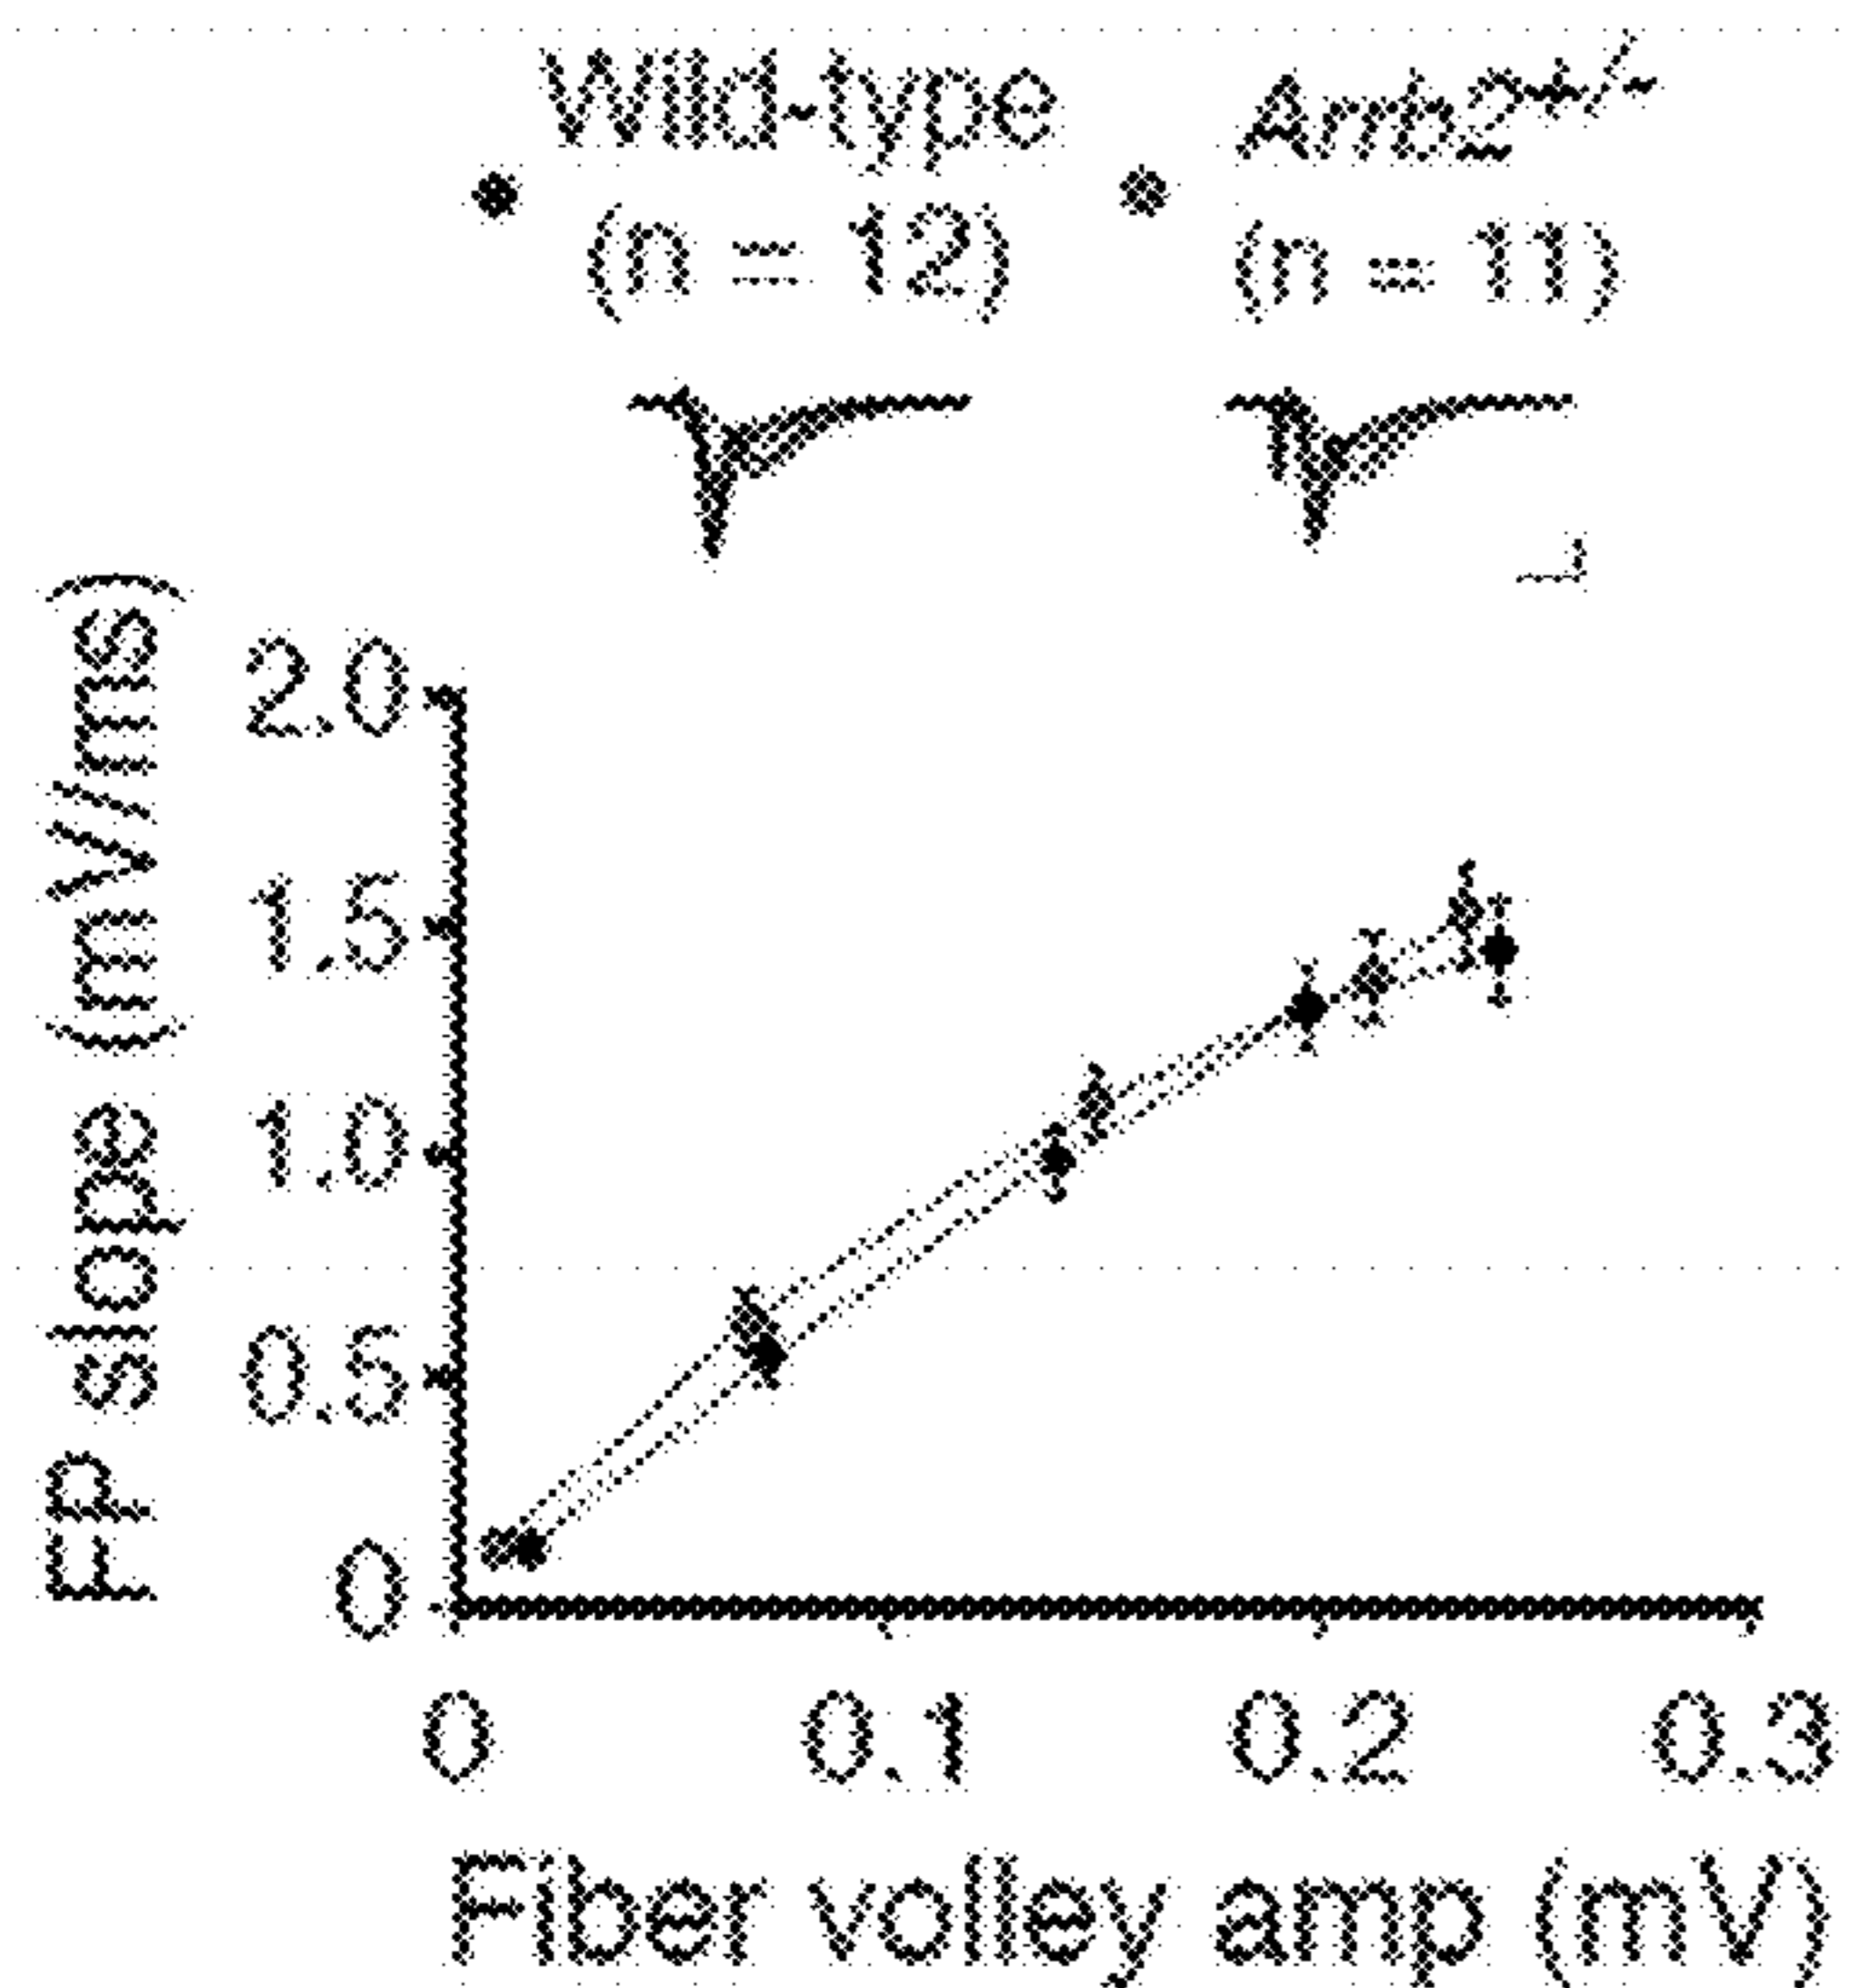 Wild-type
(n = 12)
Arnt2+/-
(n = 11)
FP slope (mV/ms)
2.0
1.5
1.0
0.5
0
0 0.1 0.2 0.3
Fiber volley amp (mV)